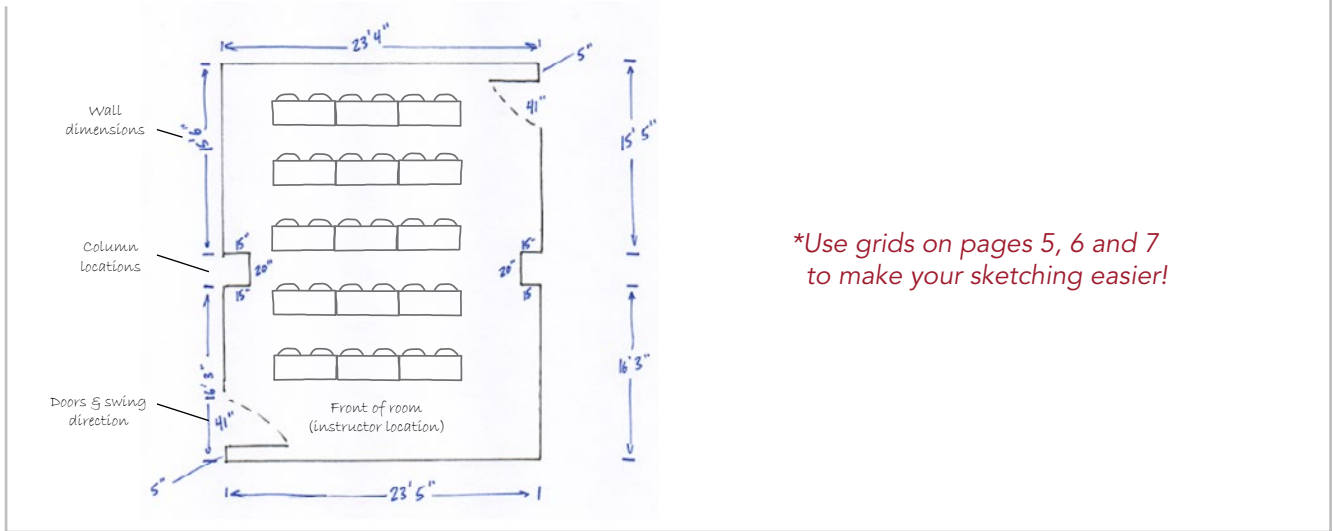 23'4"
5"
Wall
dimensions
41"
15' 5"
Column
locations
15"
20"
15"
15"
20"
15
*Use grids on pages 5, 6 and 7
to make your sketching easier!
16'3"
16'3"
Doors & swing
direction
41"
Front of room
(instructor location)
5"
23'5"